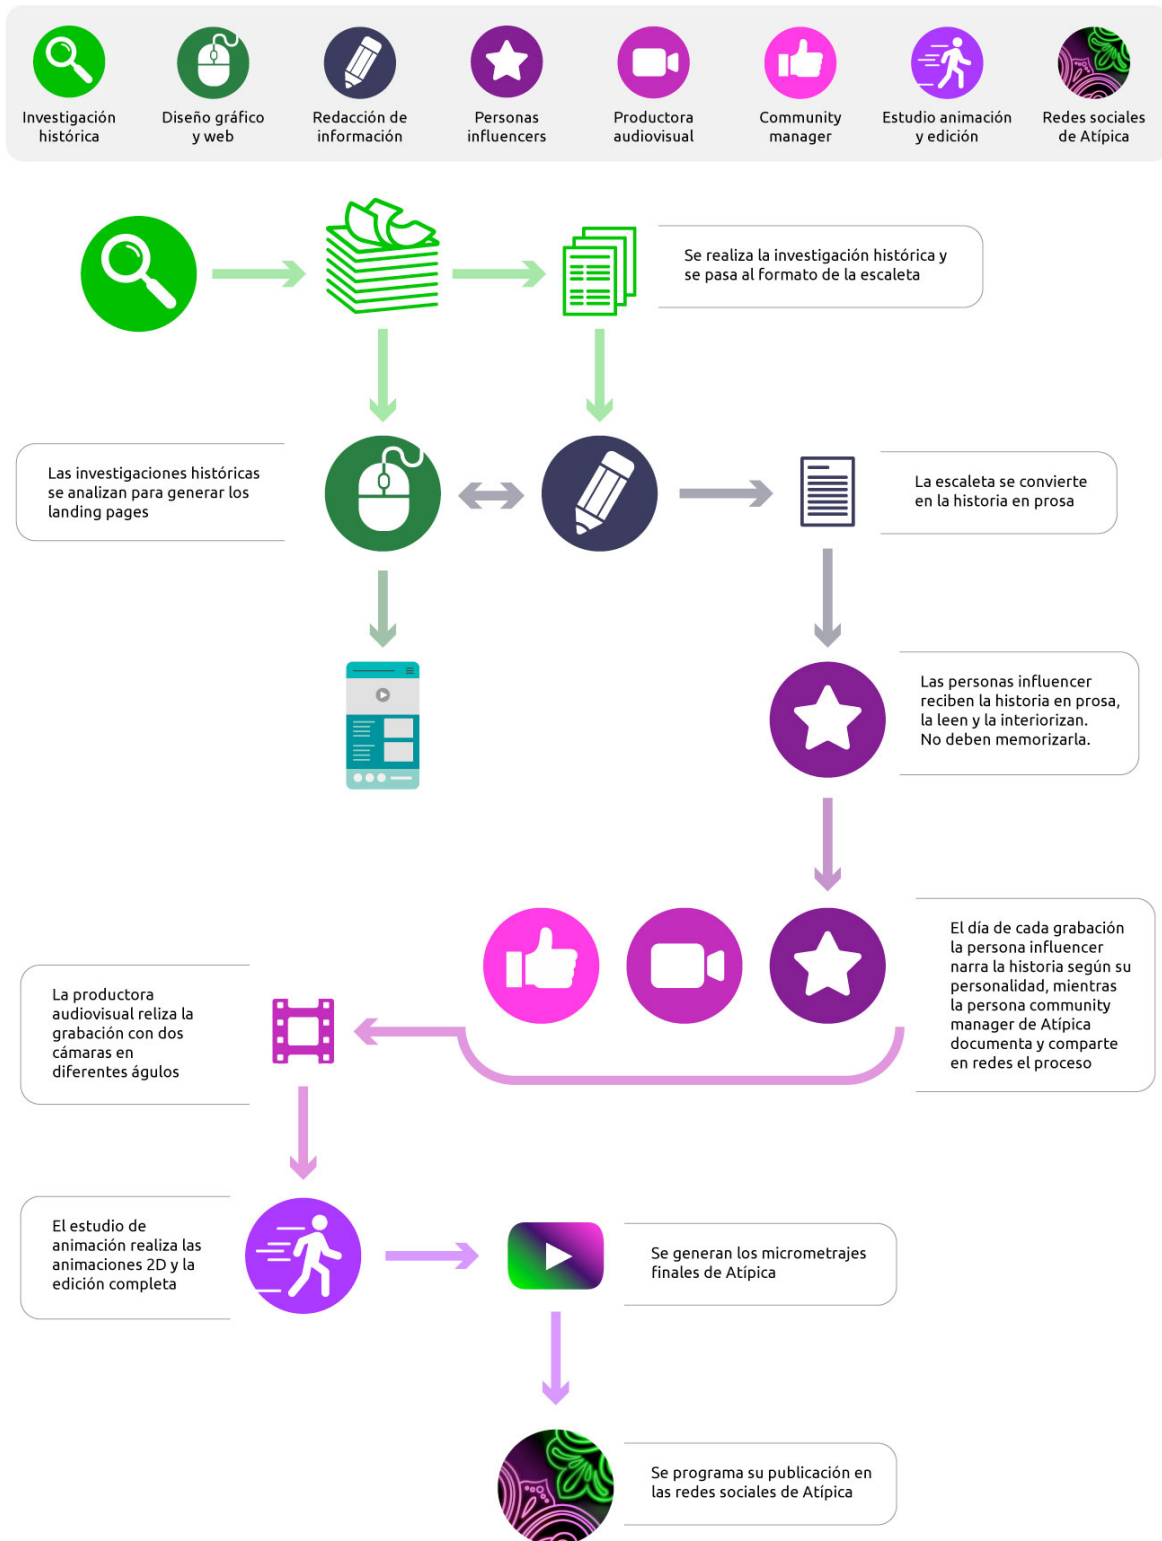 Investigación
histórica
Diseño gráfico
y web
Redacción de
información
Personas
influencers
Productora
audiovisual
Community
manager
Estudio animación
y edición
Redes sociales
de Atípica
Se realiza la investigación histórica y
se pasa al formato de la escaleta
Las investigaciones históricas
se analizan para generar los
landing pages
La escaleta se convierte
en la historia en prosa
Las personas influencer
reciben la historia en prosa,
la leen y la interiorizan.
No deben memorizarla.
El día de cada grabación
la persona influencer
narra la historia según su
personalidad, mientras
la persona community
manager de Atípica
documenta y comparte
en redes el proceso
La productora
audiovisual reliza la
grabación con dos
cámaras en
diferentes águlos
El estudio de
animación realiza las
animaciones 2D y la
edición completa
Se generan los micrometrajes
finales de Atípica
Se programa su publicación en
las redes sociales de Atípica